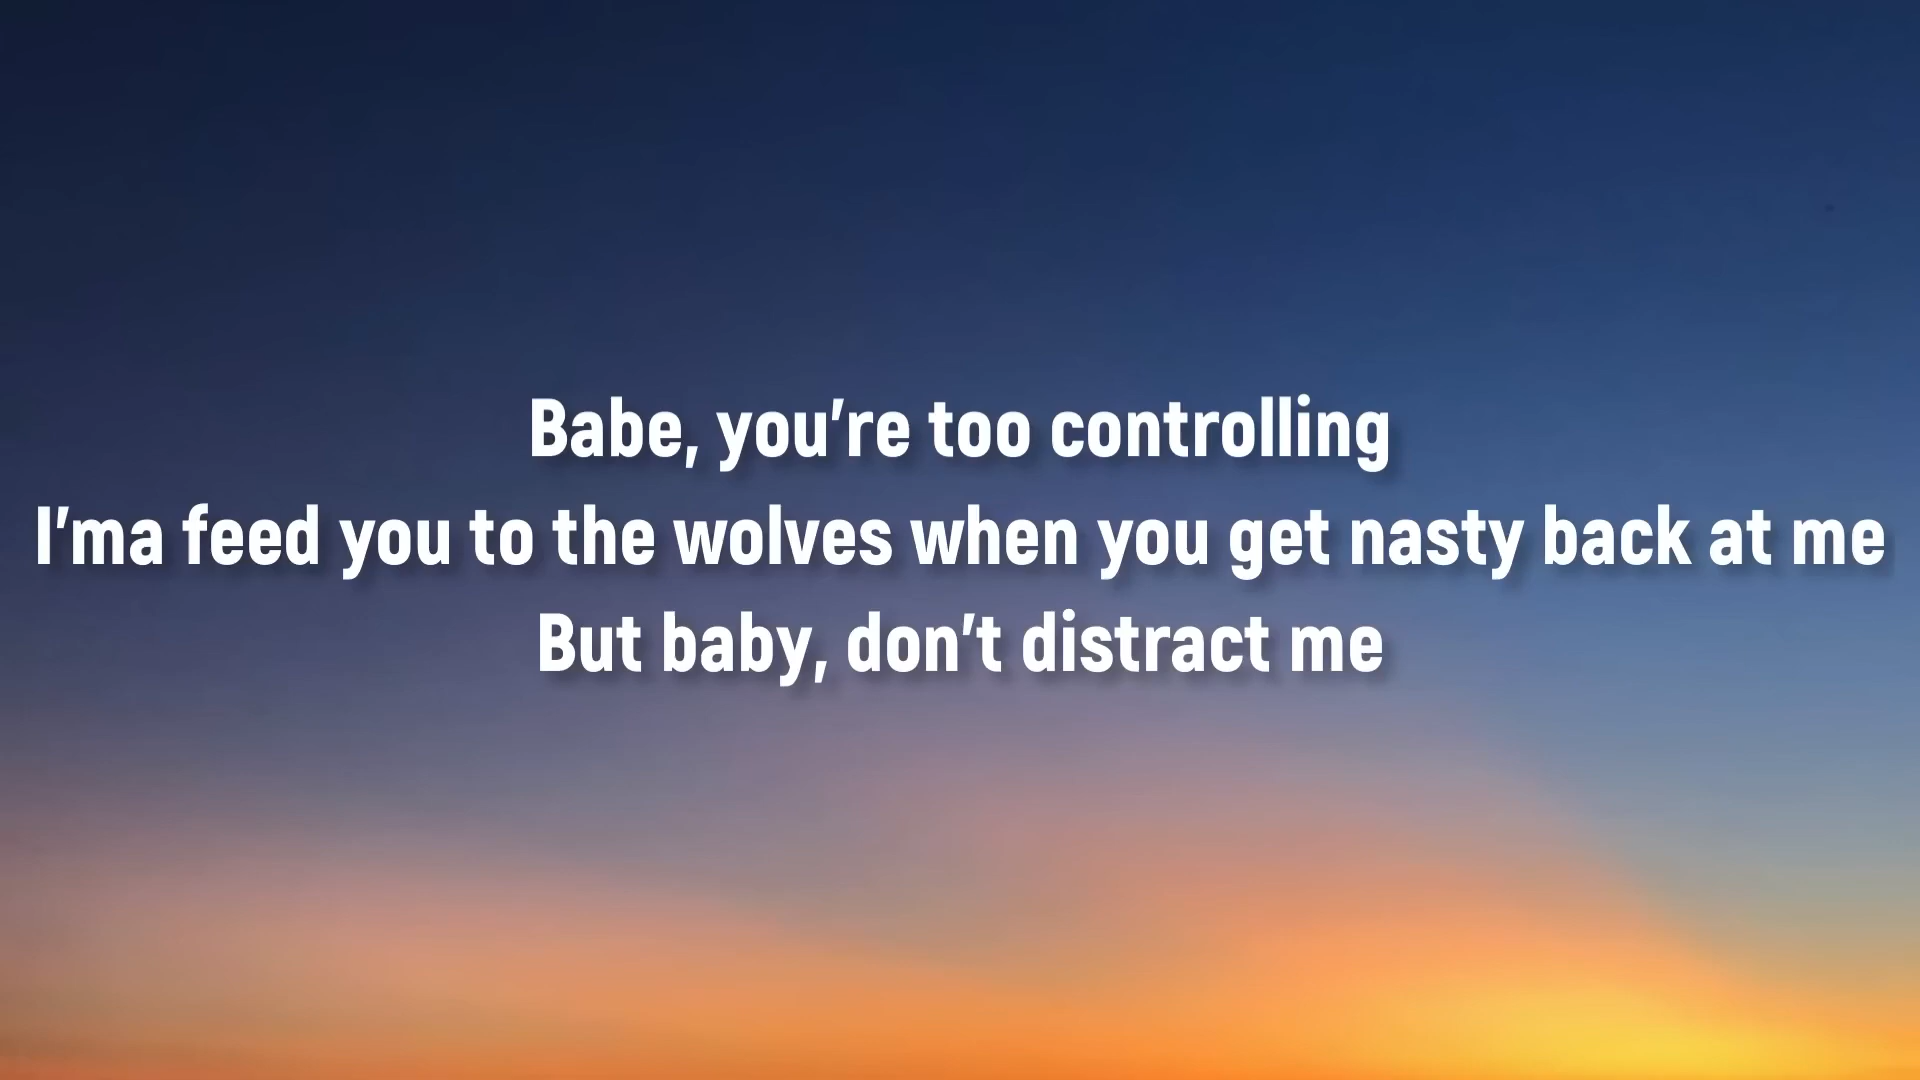 Babe, you’re too controlling
I’ma feed you to the wolves when you get nasty back at me
But baby, don’t distract me